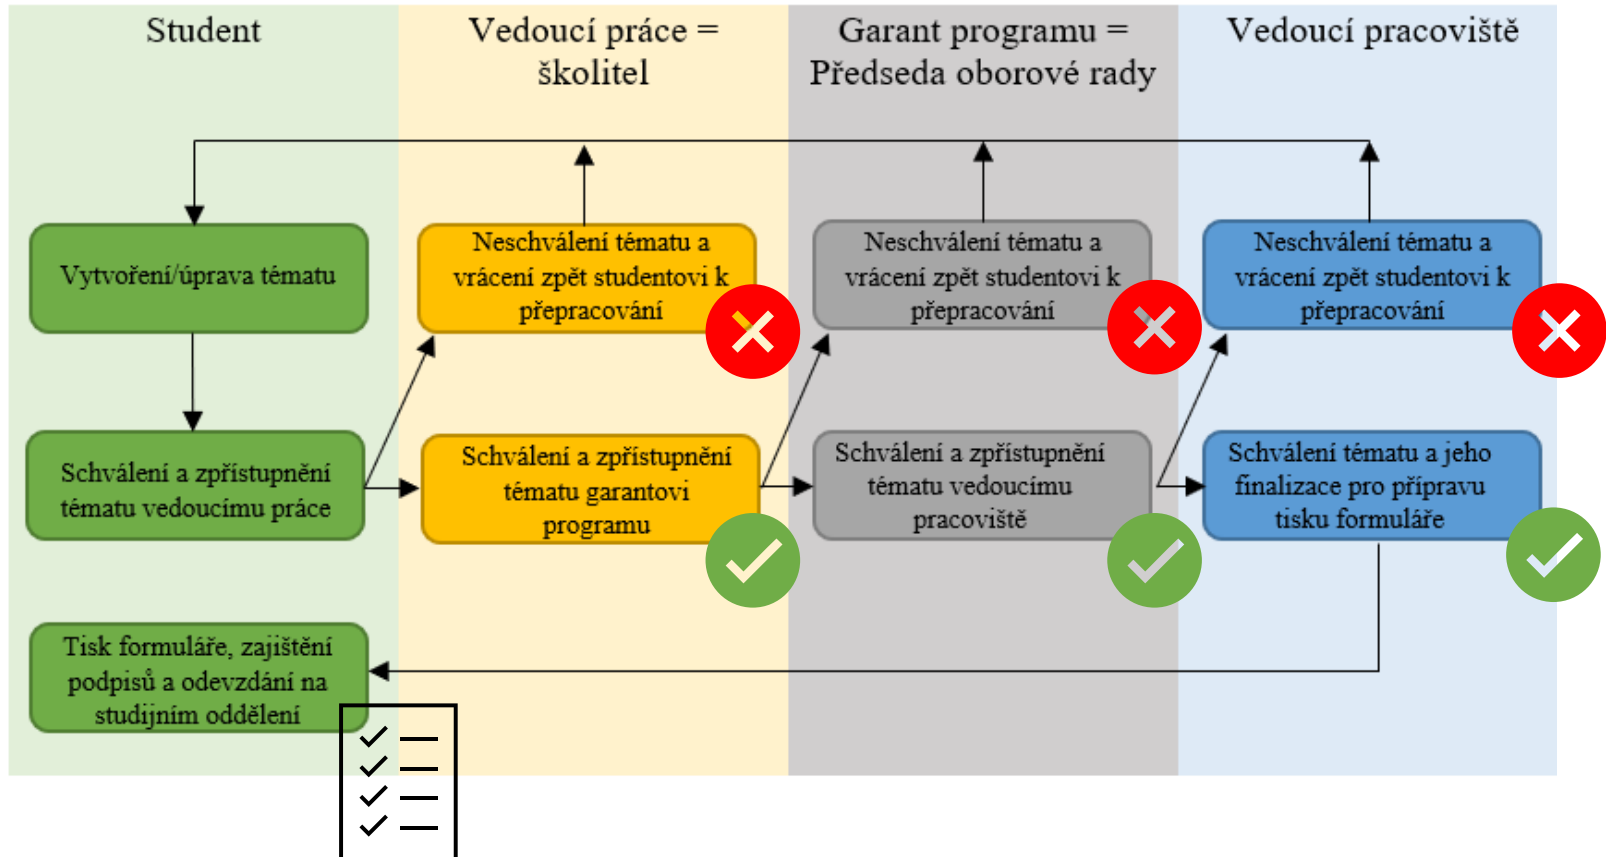 Student
Vedoucí práce =
školitel
Garant programu =
Předseda oborové rady
Vedoucí pracoviště
Vytvoření/úprava tématu
Neschválení tématu a
vrácení zpět studentovi k
přepracování
Neschválení tématu a
vrácení zpět studentovi k
přepracování
Neschválení tématu a
vrácení zpět studentovi k
přepracování
Schválení a zpřístupnění
tématu vedoucímu práce
Schválení a zpřístupnění
tématu garantovi
programu
Schválení a zpřístupnění
tématu vedoucímu
pracoviště
Schválení tématu a jeho
finalizace pro přípravu
tisku formuláře
Tisk formuláře, zajištění
podpisů a odevzdání na
studijním oddělení